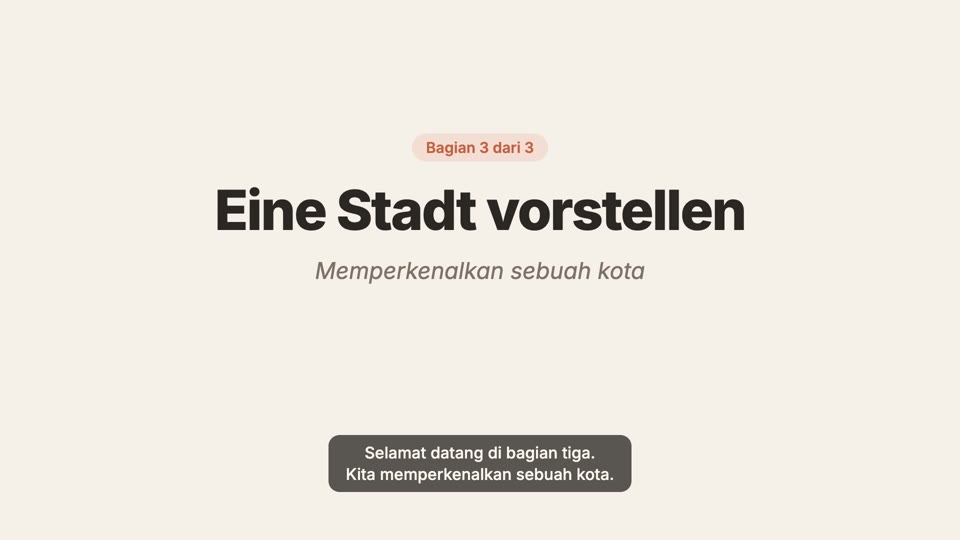 Bagian 3 dari 3
Eine Stadt vorstellen
Memperkenalkan sebuah kota
Selamat datang di bagian tiga.
Kita memperkenalkan sebuah kota.